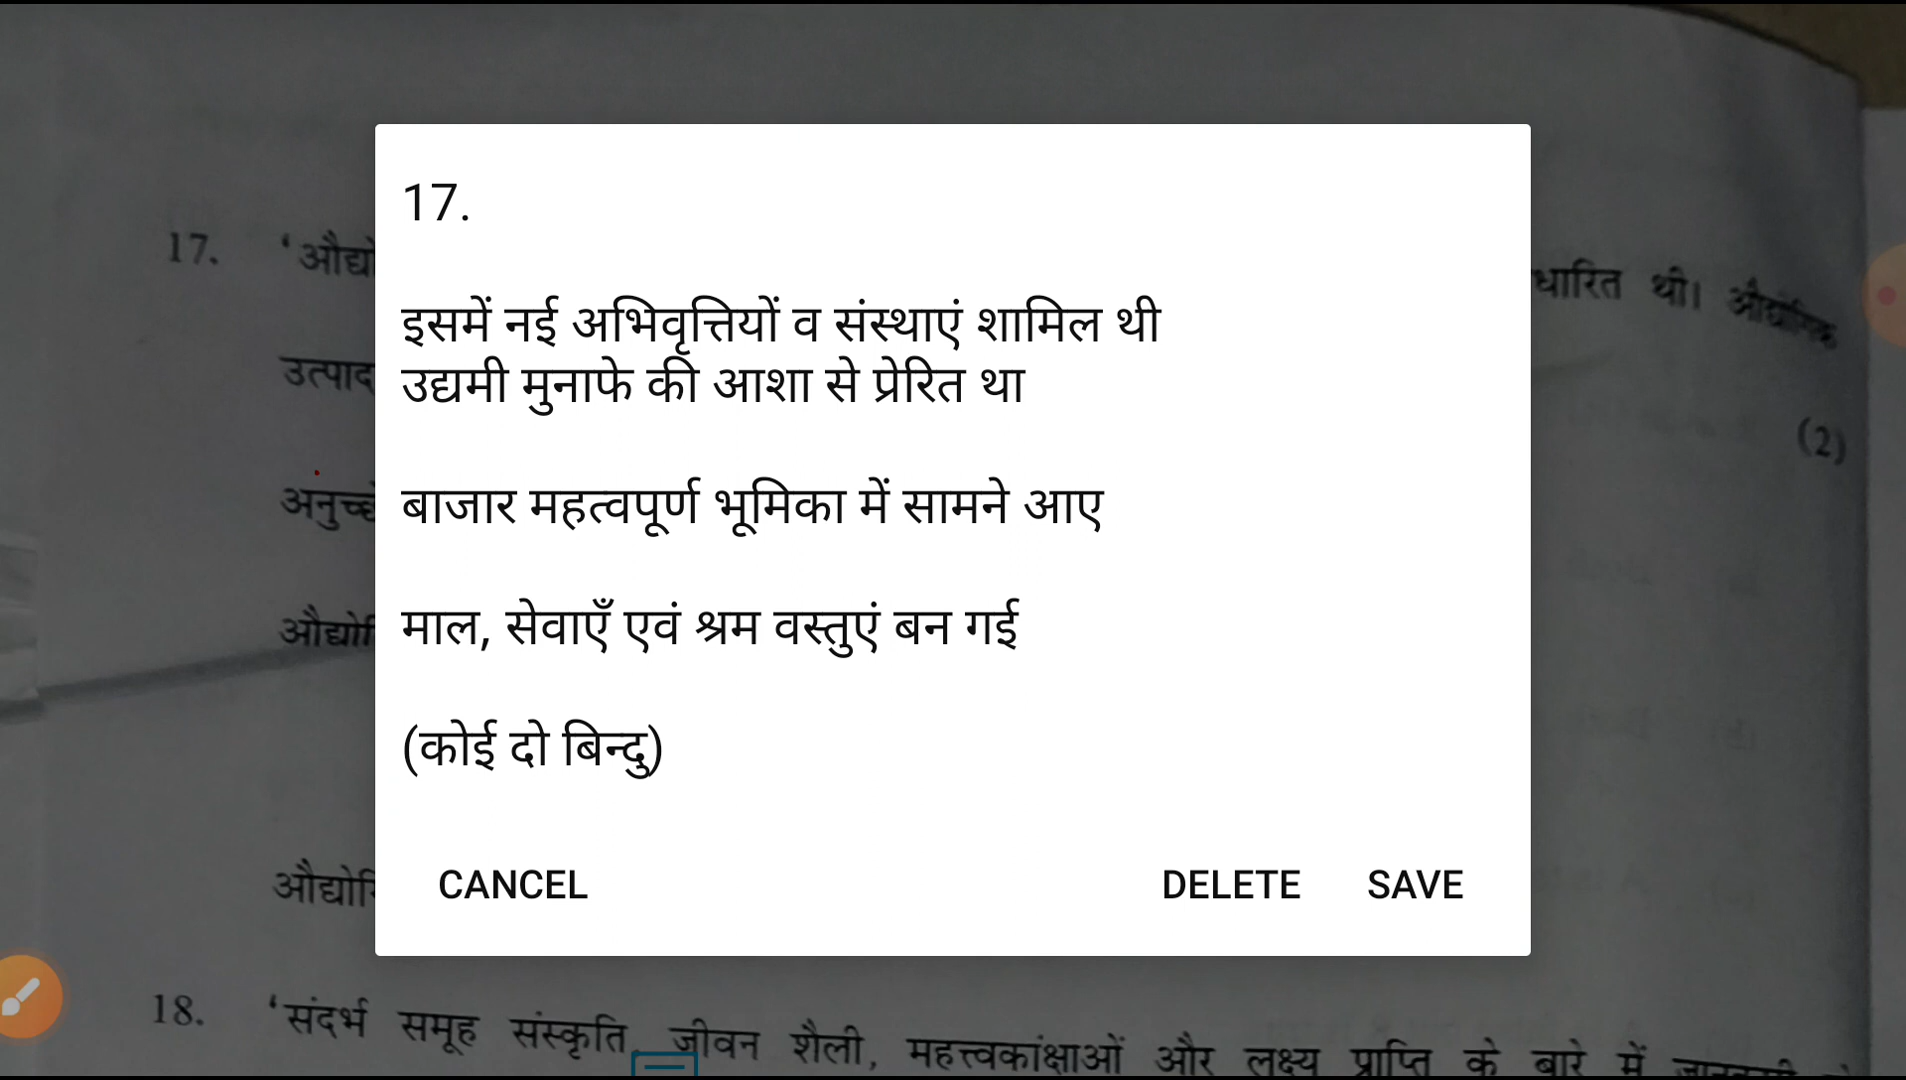 17.
इसमें नई अभिवृत्तियों व संस्थाएं शामिल थी
उद्यमी मुनाफे की आशा से प्रेरित था
बाजार महत्वपूर्ण भूमिका में सामने आए
माल, सेवाएँ एवं श्रम वस्तुएं बन गई
(कोई दो बिन्दु)
CANCEL DELETE SAVE
17. धारित थी। औद्योगिक
(2)
18. 'संदर्भ समूह संस्कृति, जीवन शैली, महत्त्वकांक्षाओं और लक्ष्य प्राप्ति के बारे में